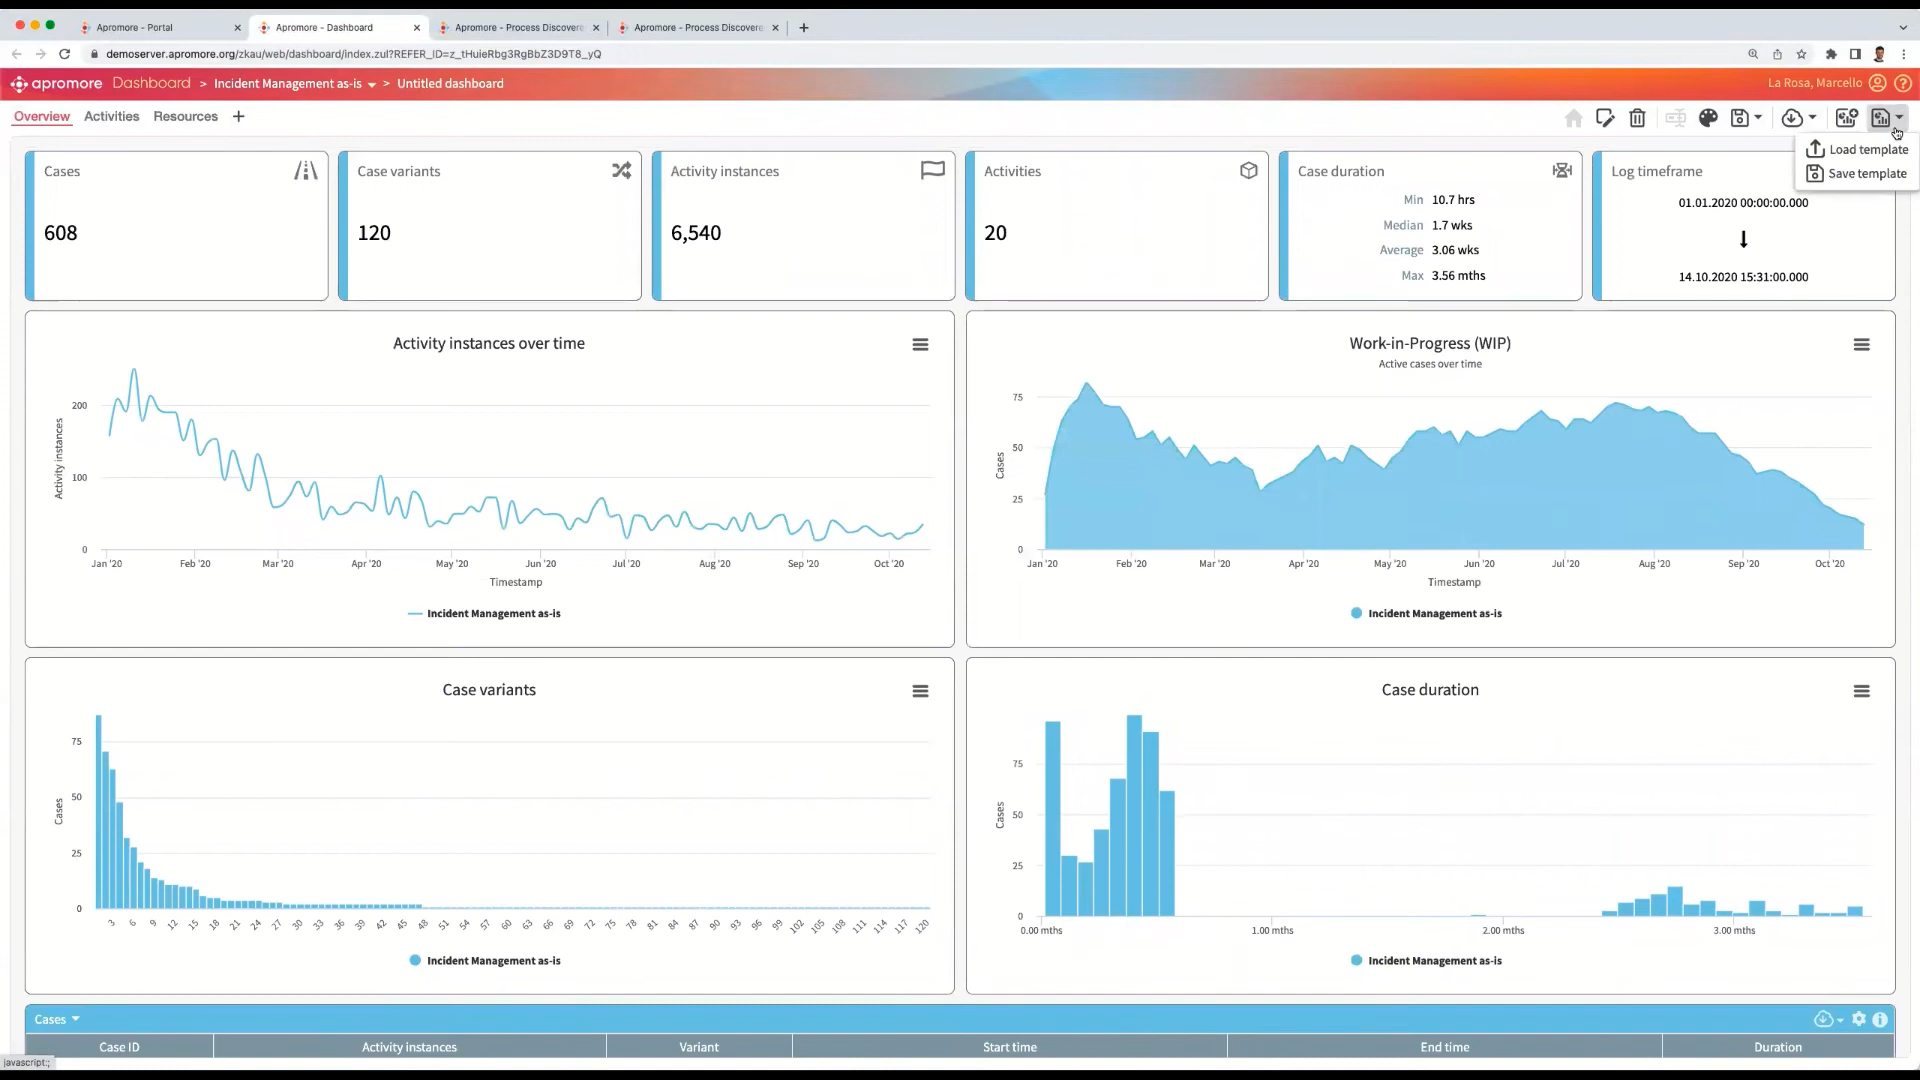 Apromore - Portal
Apromore - Dashboard
Apromore - Process Discovere
Apromore - Process Discovere
demoserver.apromore.org/zkau/web/dashboard/index.zul?REFER_ID=z_tHuieRbg3RgBbZ3D9T8_yQ
apromore Dashboard > Incident Management as-is > Untitled dashboard
La Rosa, Marcello
Overview Activities Resources +
Load template
Save template
Cases
608
Case variants
120
Activity instances
6,540
Activities
20
Case duration
Min 10.7 hrs
Median 1.7 wks
Average 3.06 wks
Max 3.56 mths
Log timeframe
01.01.2020 00:00:00.000
14.10.2020 15:31:00.000
Activity instances over time
Activity instances
200
100
0
Jan '20 Feb '20 Mar '20 Apr '20 May '20 Jun '20 Jul '20 Aug '20 Sep '20 Oct '20
Timestamp
Incident Management as-is
Work-in-Progress (WIP)
Active cases over time
Cases
75
50
25
0
Jan '20 Feb '20 Mar '20 Apr '20 May '20 Jun '20 Jul '20 Aug '20 Sep '20 Oct '20
Timestamp
Incident Management as-is
Case variants
Cases
75
50
25
0
3 6 9 12 15 18 21 24 27 30 33 36 39 42 45 48 51 54 57 60 63 66 69 72 75 78 81 84 87 90 93 96 99 102 105 108 111 114 117 120
Incident Management as-is
Case duration
Cases
75
50
25
0
0.00 mths 1.00 mths 2.00 mths 3.00 mths
Incident Management as-is
Cases
Case ID Activity instances Variant Start time End time Duration
javascript:;